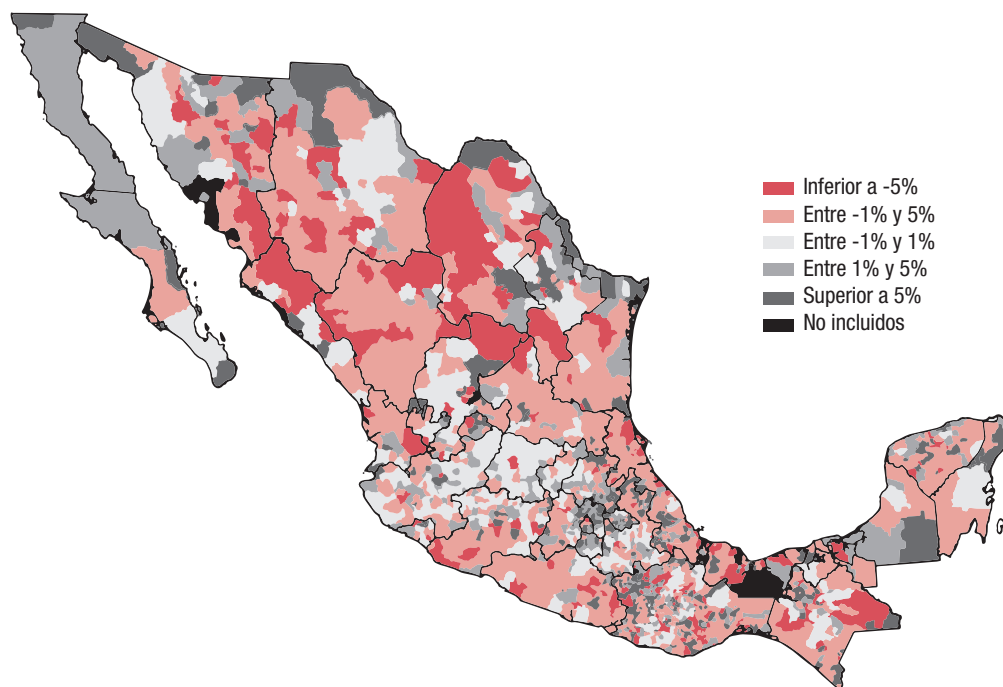 Inferior a -5%
Entre -1% y 5%
Entre -1% y 1%
Entre 1% y 5%
Superior a 5%
No incluidos
G